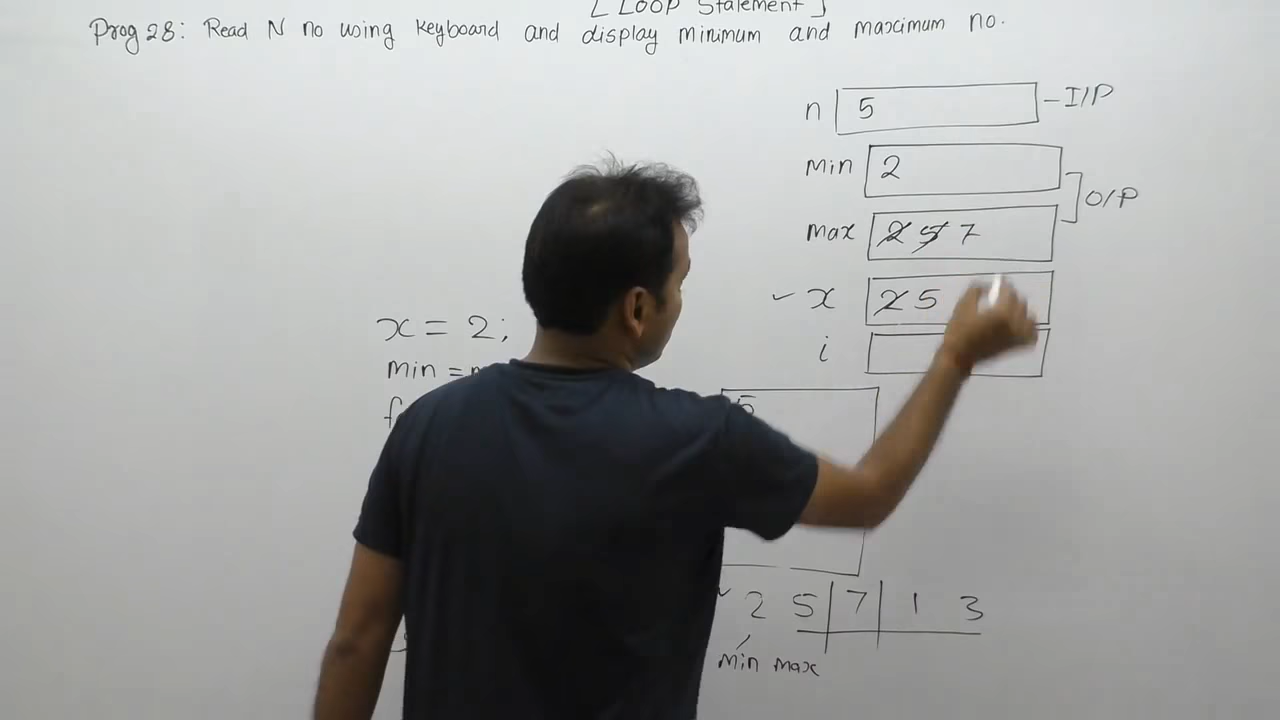 [ Loop Statement ]
Prog 28: Read N no using keyboard and display minimum and maximum no.
n 5 - I/P
min 2
O/P
max 2 5 7
x 2 5
i
x = 2;
min =
5
2 5 7 1 3
min max